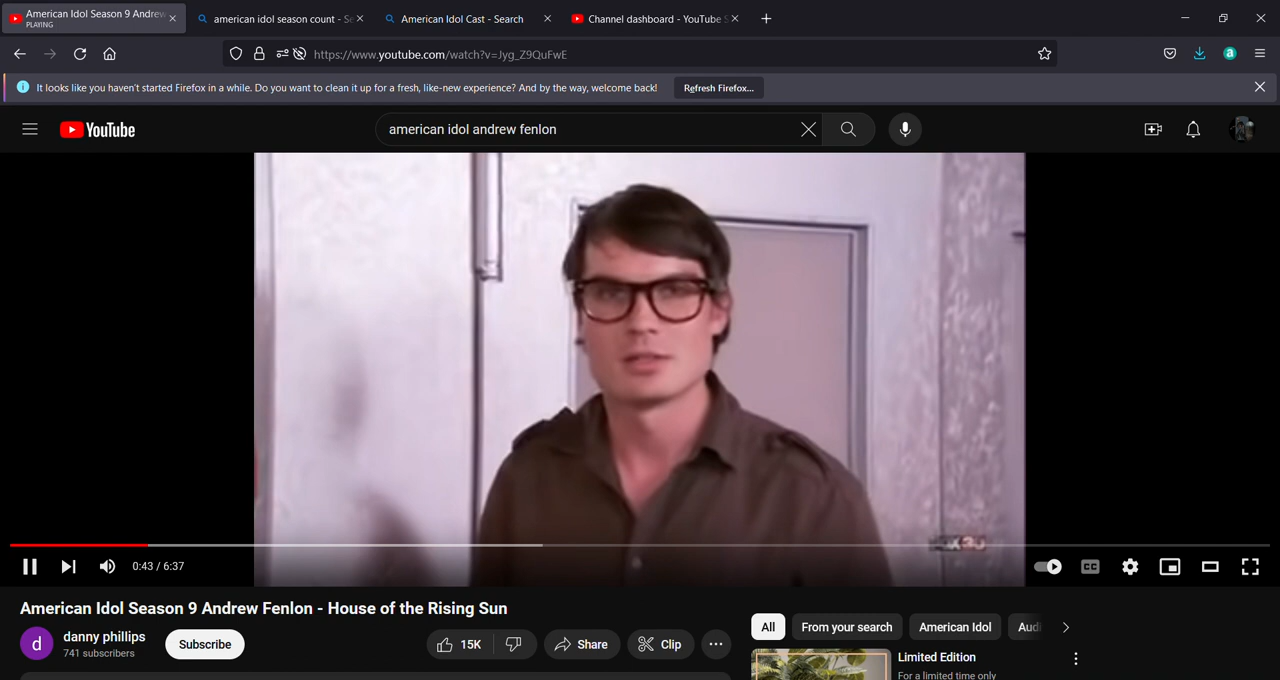 American Idol Season 9 Andrew
PLAYING
american idol season count - Se
American Idol Cast - Search
Channel dashboard - YouTube S
https://www.youtube.com/watch?v=Jyg_Z9QuFwE
It looks like you haven't started Firefox in a while. Do you want to clean it up for a fresh, like-new experience? And by the way, welcome back!
Refresh Firefox...
YouTube
american idol andrew fenlon
0:43 / 6:37
CC
American Idol Season 9 Andrew Fenlon - House of the Rising Sun
d
danny phillips
741 subscribers
Subscribe
15K
Share
Clip
All
From your search
American Idol
Aud
Limited Edition
For a limited time only